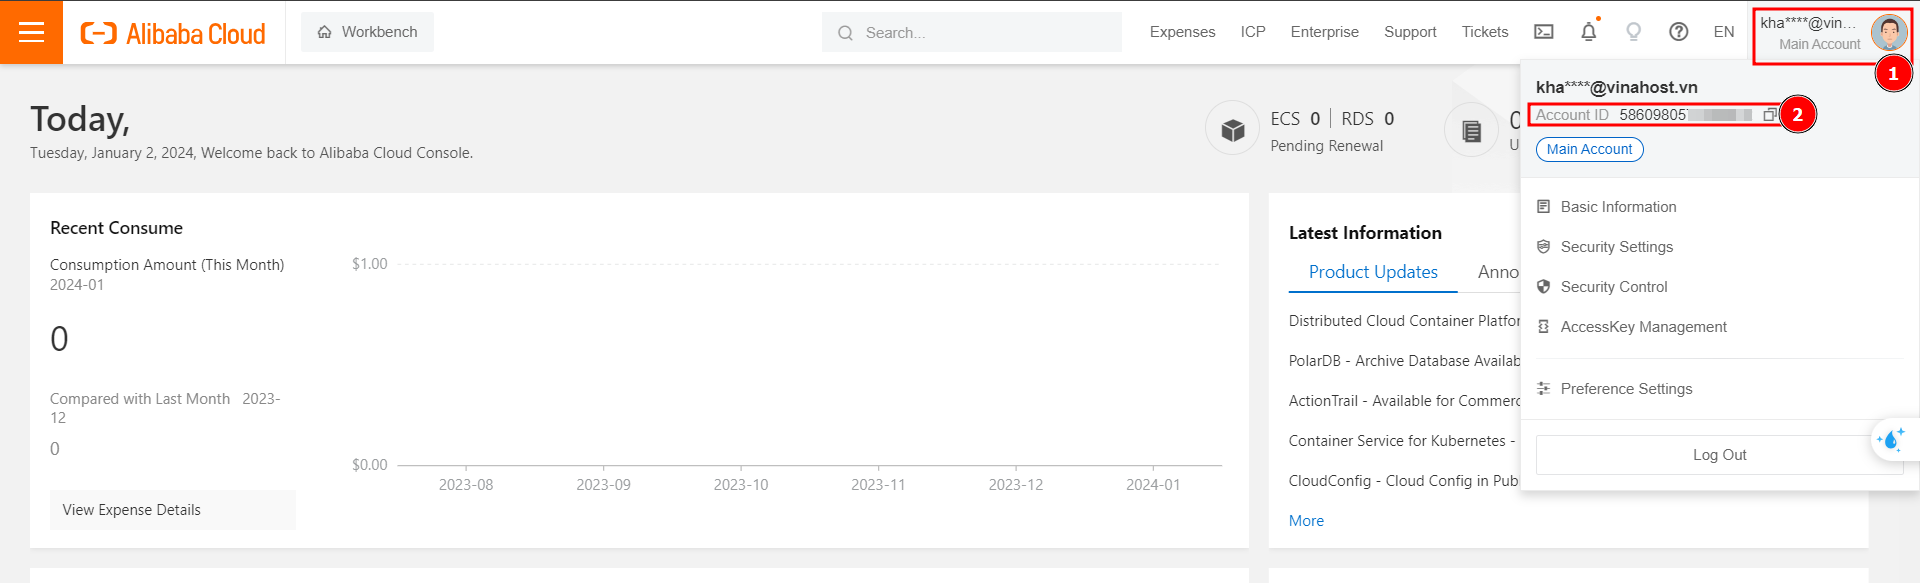 Alibaba Cloud
Workbench
Search...
Expenses
ICP
Enterprise
Support
Tickets
EN
kha****@vin...
Main Account
1
kha****@vinahost.vn
Account ID 58609805
2
Main Account
Basic Information
Security Settings
Security Control
AccessKey Management
Preference Settings
Log Out
Today,
Tuesday, January 2, 2024, Welcome back to Alibaba Cloud Console.
ECS 0 | RDS 0
Pending Renewal
0
U
Recent Consume
Consumption Amount (This Month)
2024-01
0
Compared with Last Month 2023-
12
0
View Expense Details
$1.00
$0.00
2023-08
2023-09
2023-10
2023-11
2023-12
2024-01
Latest Information
Product Updates
Anno
Distributed Cloud Container Platfor
PolarDB - Archive Database Availab
ActionTrail - Available for Commerc
Container Service for Kubernetes -
CloudConfig - Cloud Config in Pub
More